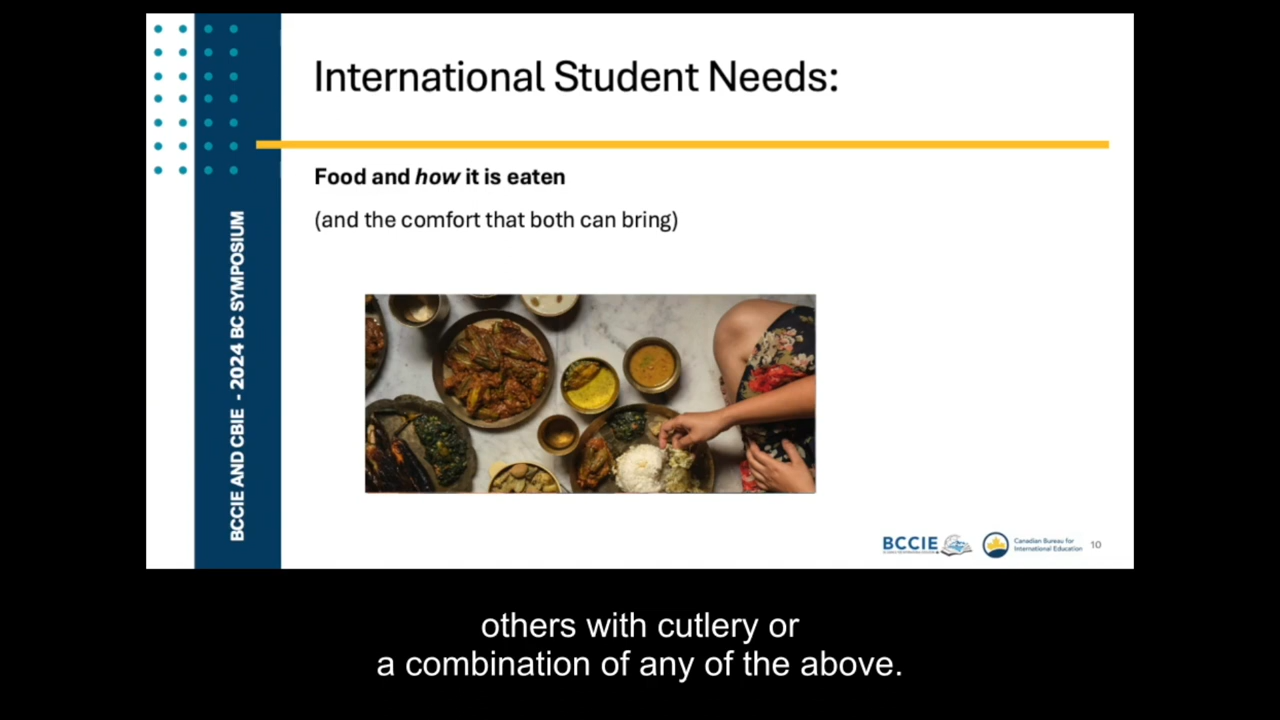 International Student Needs:
Food and how it is eaten
(and the comfort that both can bring)
BCCIE AND CBIE - 2024 BC SYMPOSIUM
BCCIE
Canadian Bureau for
International Education
10
others with cutlery or
a combination of any of the above.